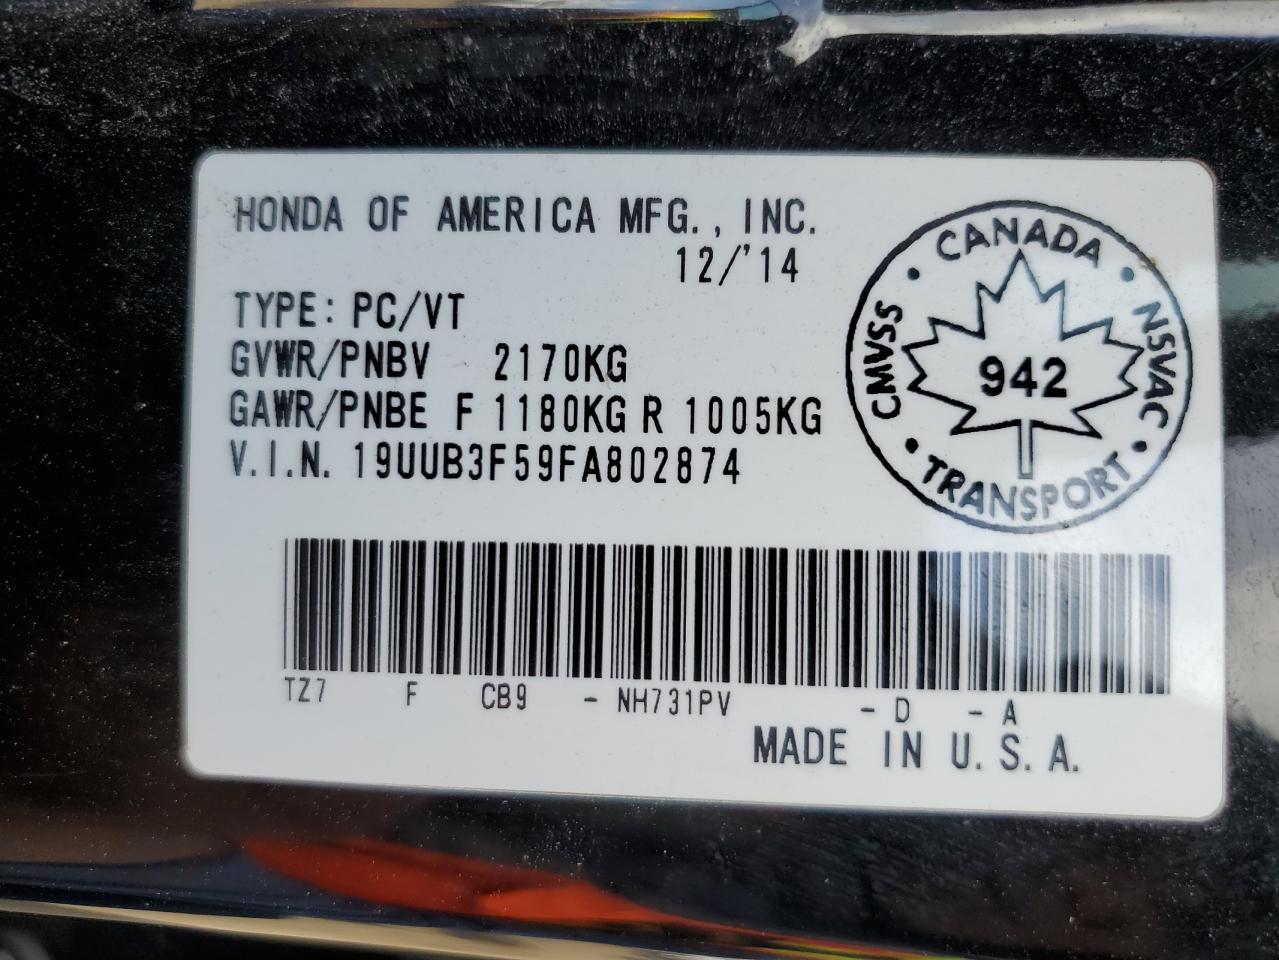 HONDA OF AMERICA MFG., INC.
12/'14
TYPE: PC/VT
GVWR/PNBV 2170KG
GAWR/PNBE F 1180KG R 1005KG
V.I.N. 19UUB3F59FA802874
CANADA
CMVSS
NSVAC
942
TRANSPORT
TZ7 F CB9 - NH731PV - D - A
MADE IN U.S.A.